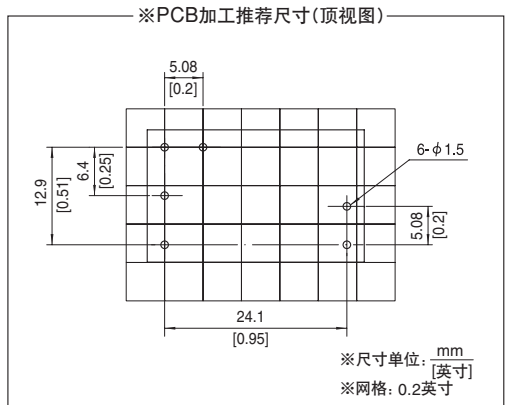 ※PCB加工推荐尺寸(顶视图)
5.08
[0.2]
6-ϕ1.5
12.9
[0.51]
6.4
[0.25]
5.08
[0.2]
24.1
[0.95]
※尺寸单位: mm
[英寸]
※网格: 0.2英寸